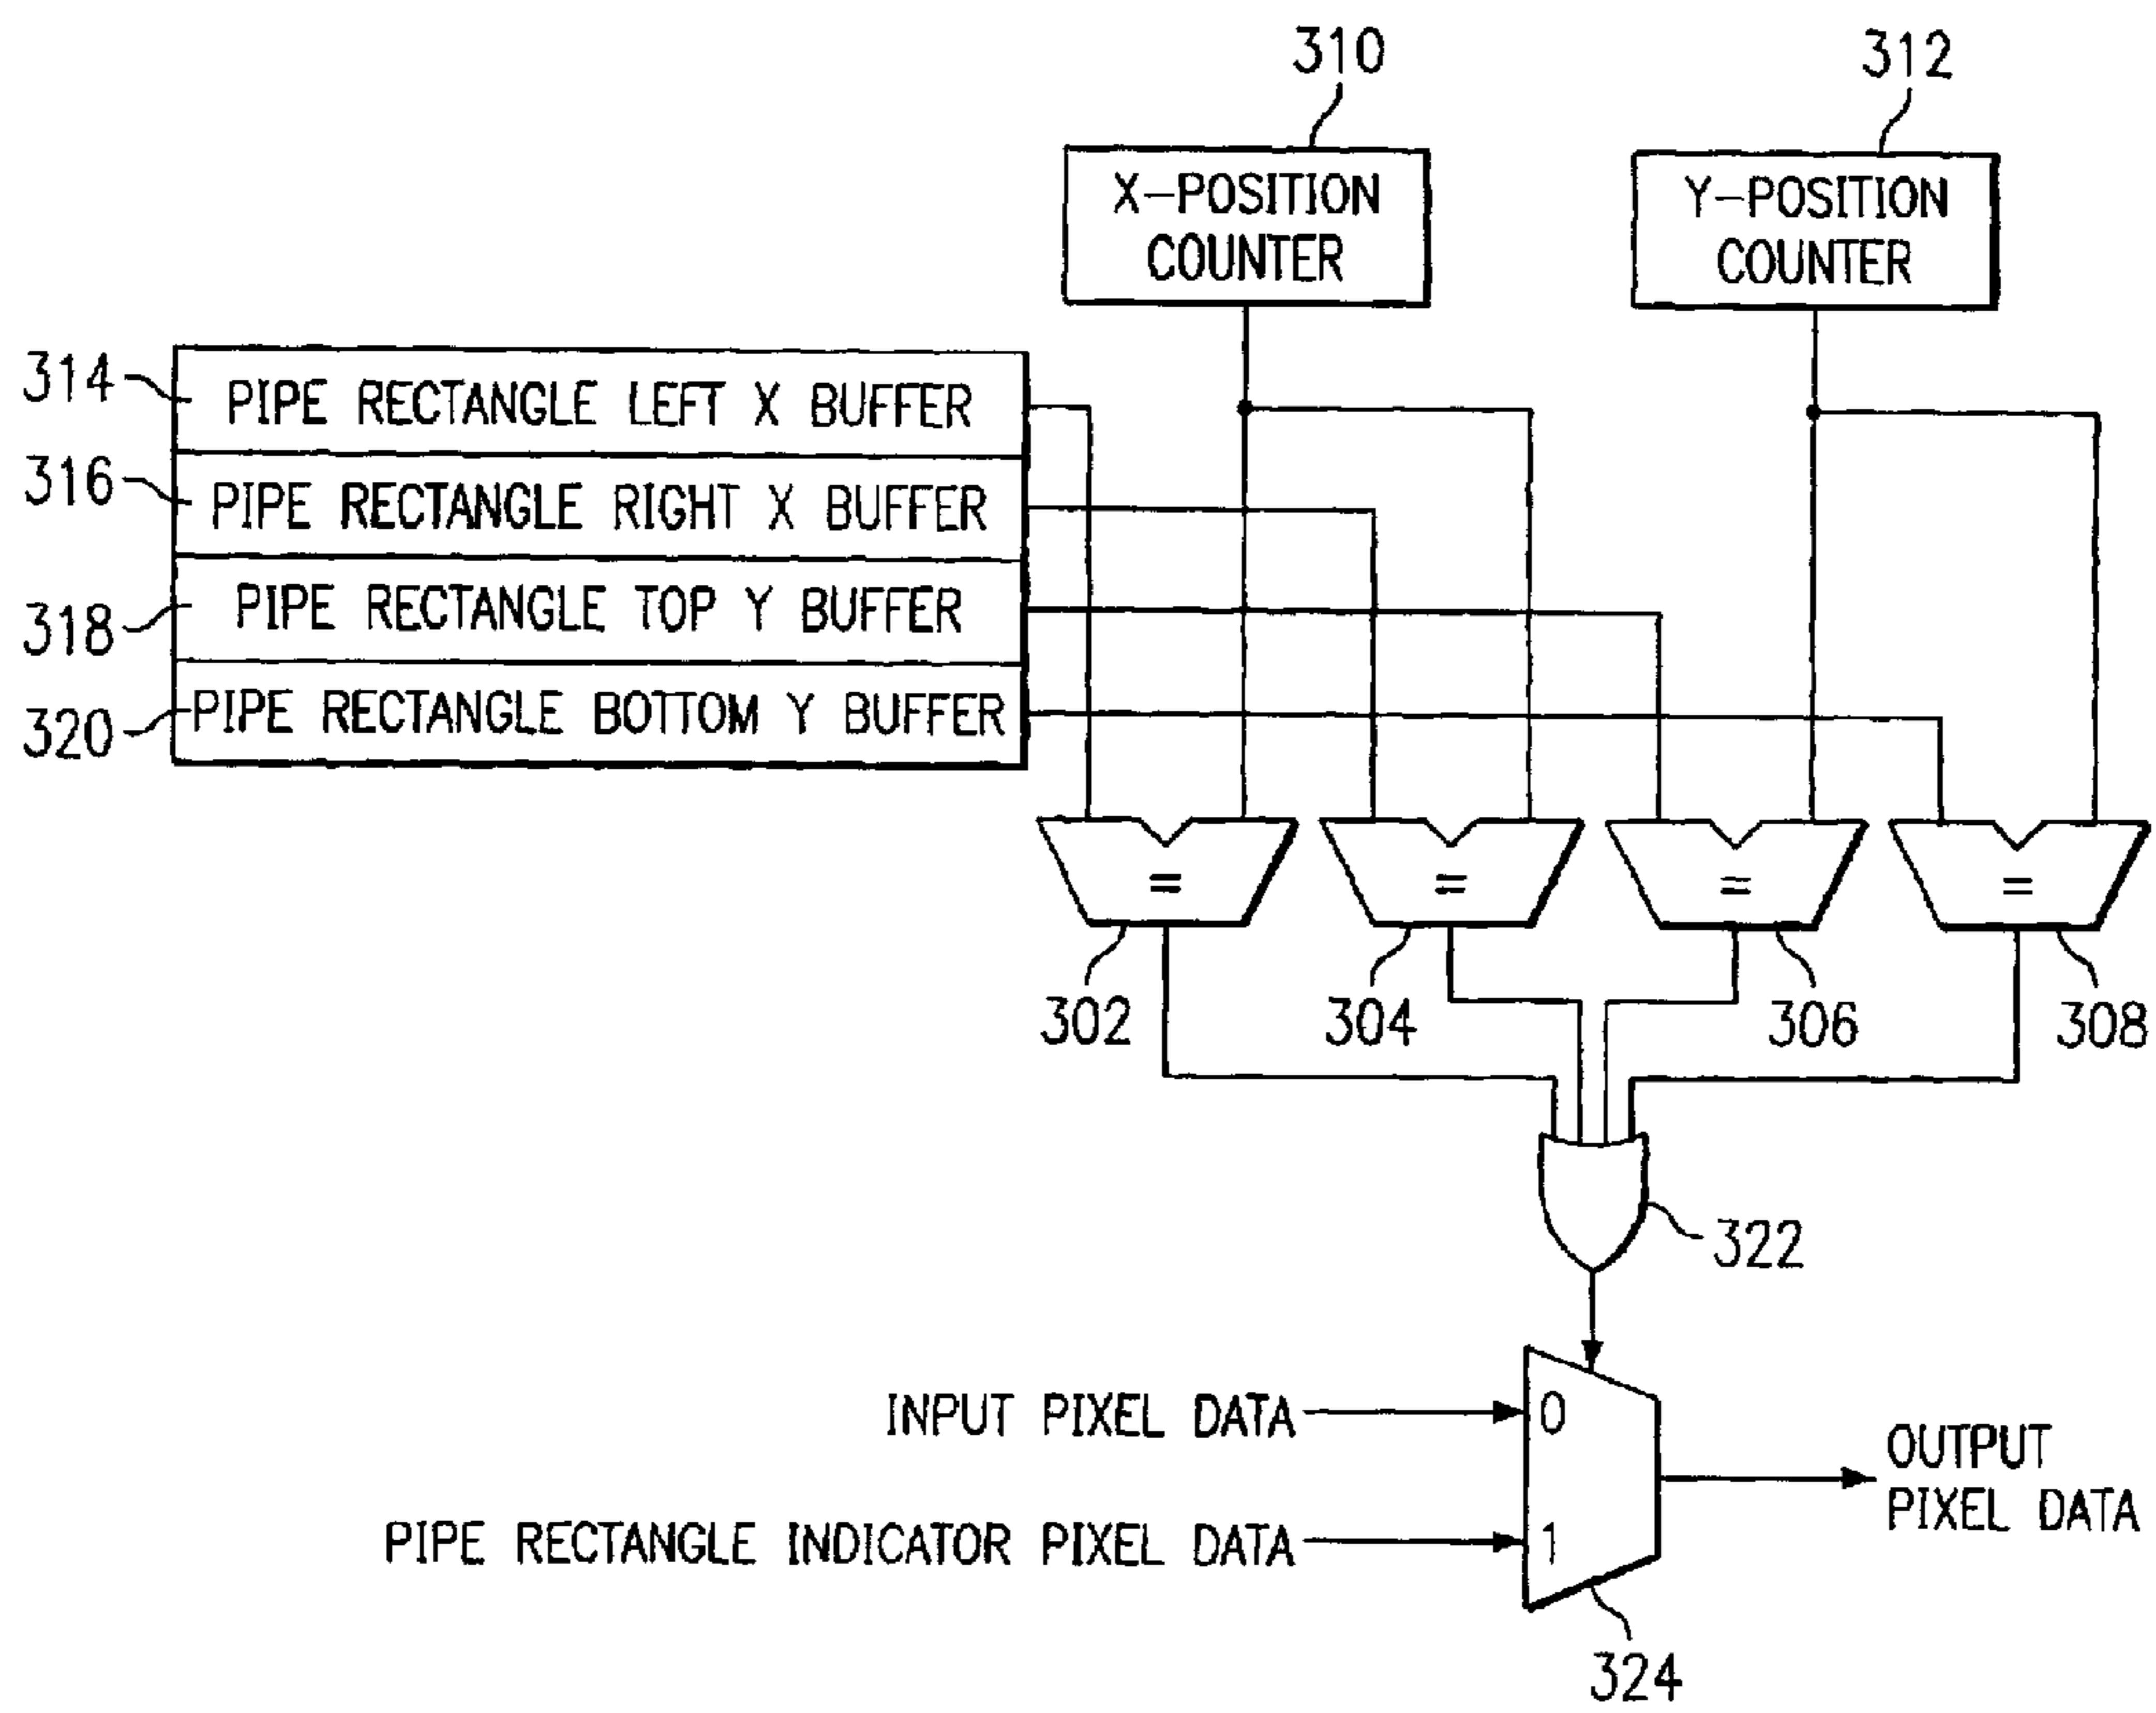 310
312
X-POSITION
COUNTER
Y-POSITION
COUNTER
314
PIPE RECTANGLE LEFT X BUFFER
316
PIPE RECTANGLE RIGHT X BUFFER
318
PIPE RECTANGLE TOP Y BUFFER
320
PIPE RECTANGLE BOTTOM Y BUFFER
= = = =
302
304
306
308
322
INPUT PIXEL DATA
0
OUTPUT
PIXEL DATA
PIPE RECTANGLE INDICATOR PIXEL DATA
1
324